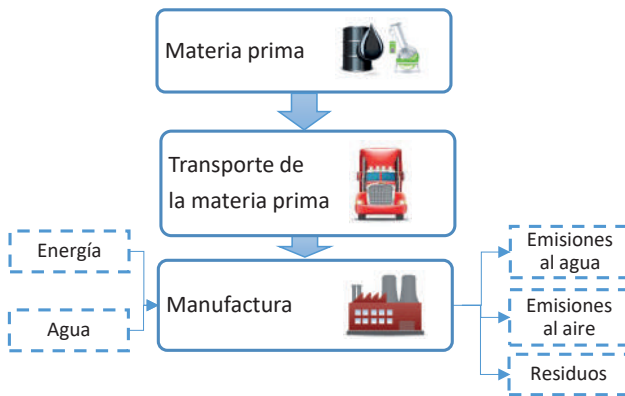 Materia prima
Transporte de
la materia prima
Energía
Agua
Manufactura
Emisiones
al agua
Emisiones
al aire
Residuos